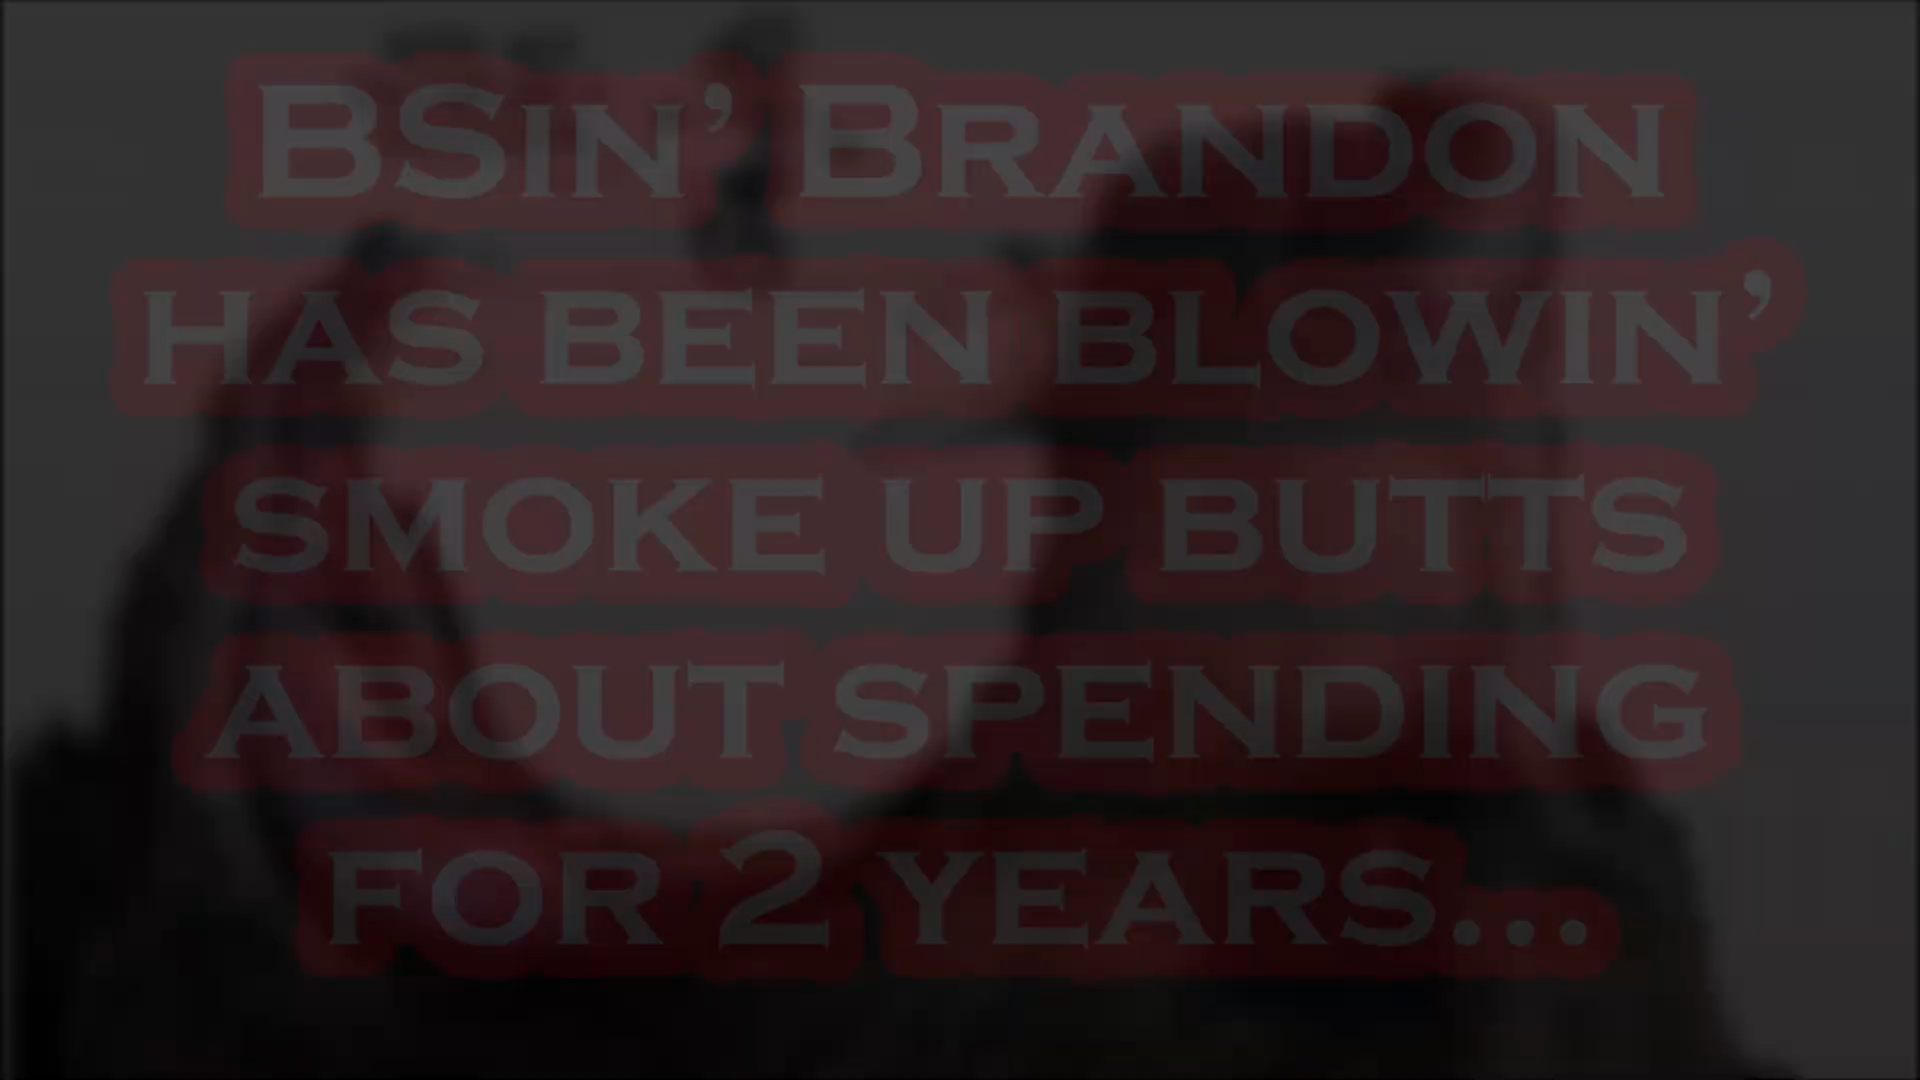 BSin’ Brandon
has been blowin’
smoke up butts
about spending
for 2 years...